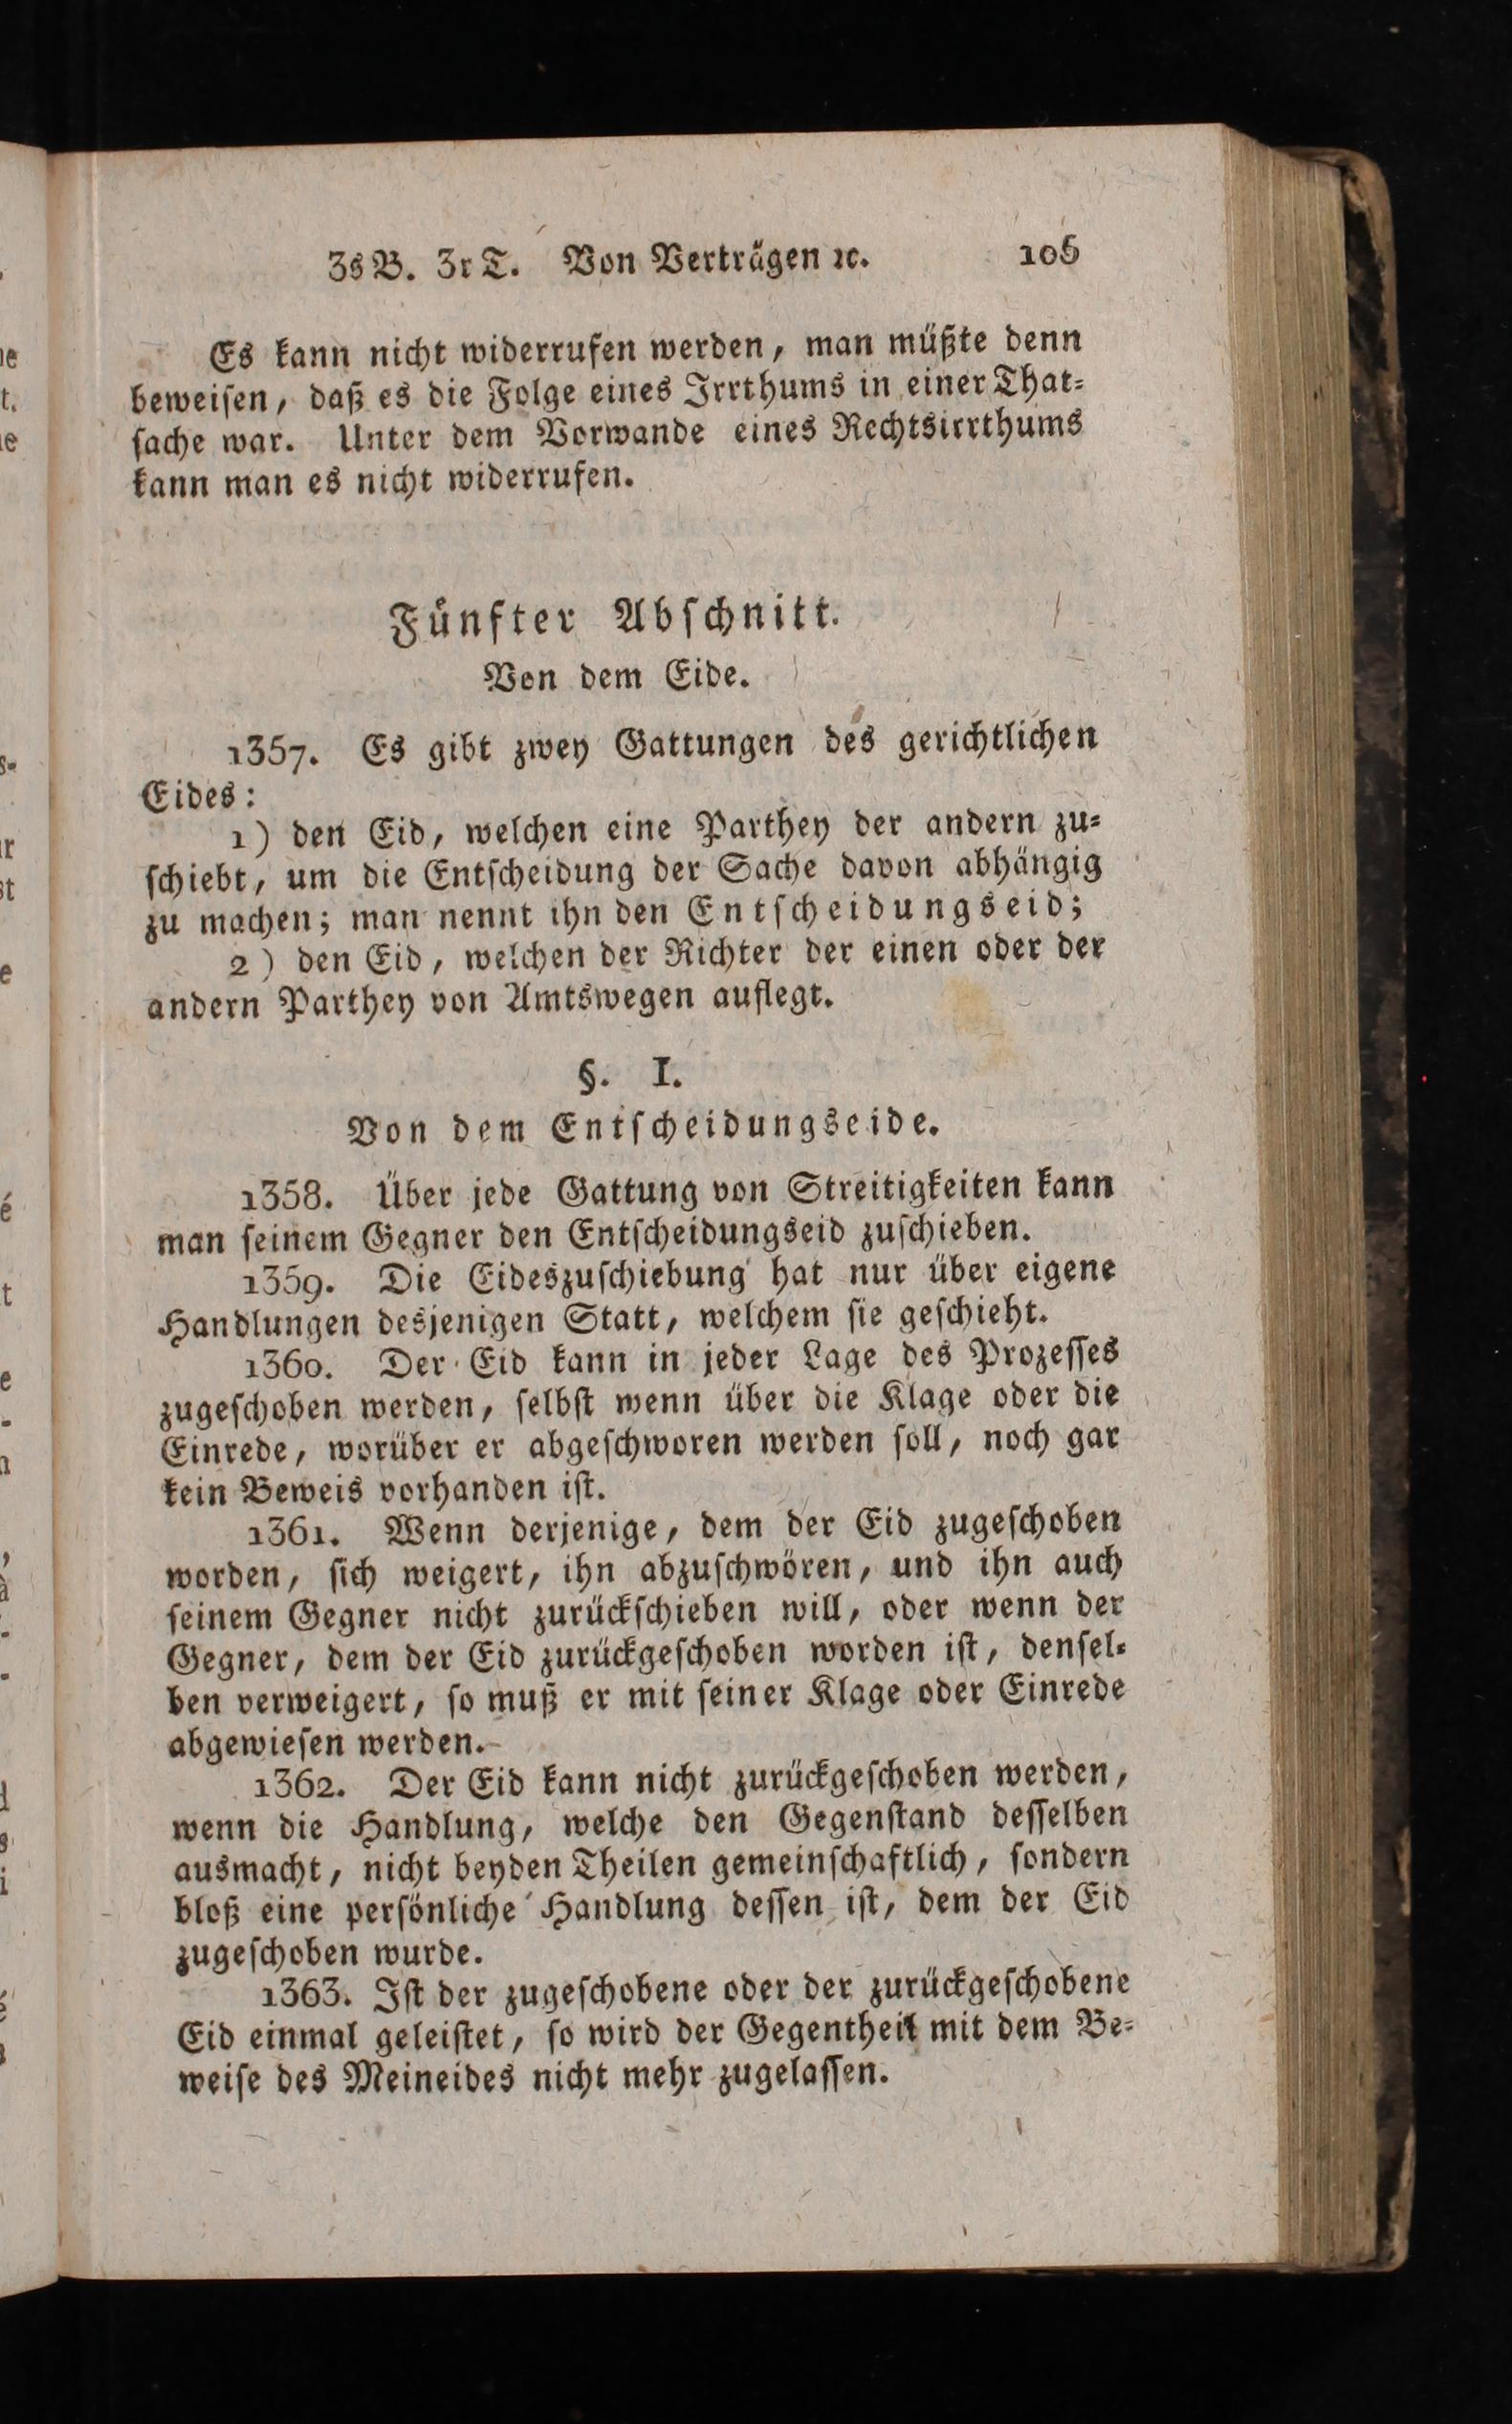 3s B. 3r T. Von Verträgen ꝛc. 105
Es kann nicht widerrufen werden, man müßte denn
beweiſen, daß es die Folge eines Irrthums in einer That⸗
ſache war. Unter dem Vorwande eines Rechtsirrthums
kann man es nicht widerrufen.
Fünfter Abſchnitt.
Von dem Eide.
1357. Es gibt zwey Gattungen des gerichtlichen
Eides:
1) den Eid, welchen eine Parthey der andern zu⸗
ſchiebt, um die Entſcheidung der Sache davon abhängig
zu machen; man nennt ihn den Entſcheidungseid;
2) den Eid, welchen der Richter der einen oder der
andern Parthey von Amtswegen auflegt.
§. I.
Von dem Entſcheidungseide.
1358. Über jede Gattung von Streitigkeiten kann
man ſeinem Gegner den Entſcheidungseid zuſchieben.
1359. Die Eideszuſchiebung hat nur über eigene
Handlungen desjenigen Statt, welchem ſie geſchieht.
1360. Der Eid kann in jeder Lage des Prozeſſes
zugeſchoben werden, ſelbſt wenn über die Klage oder die
Einrede, worüber er abgeſchworen werden ſoll, noch gar
kein Beweis vorhanden iſt.
1361. Wenn derjenige, dem der Eid zugeſchoben
worden, ſich weigert, ihn abzuſchwören, und ihn auch
ſeinem Gegner nicht zurückſchieben will, oder wenn der
Gegner, dem der Eid zurückgeſchoben worden iſt, denſel⸗
ben verweigert, ſo muß er mit ſeiner Klage oder Einrede
abgewieſen werden.
1362. Der Eid kann nicht zurückgeſchoben werden,
wenn die Handlung, welche den Gegenſtand deſſelben
ausmacht, nicht beyden Theilen gemeinſchaftlich, ſondern
bloß eine perſönliche Handlung deſſen iſt, dem der Eid
zugeſchoben wurde.
1363. Iſt der zugeſchobene oder der zurückgeſchobene
Eid einmal geleiſtet, ſo wird der Gegentheil mit dem Be⸗
weiſe des Meineides nicht mehr zugelaſſen.